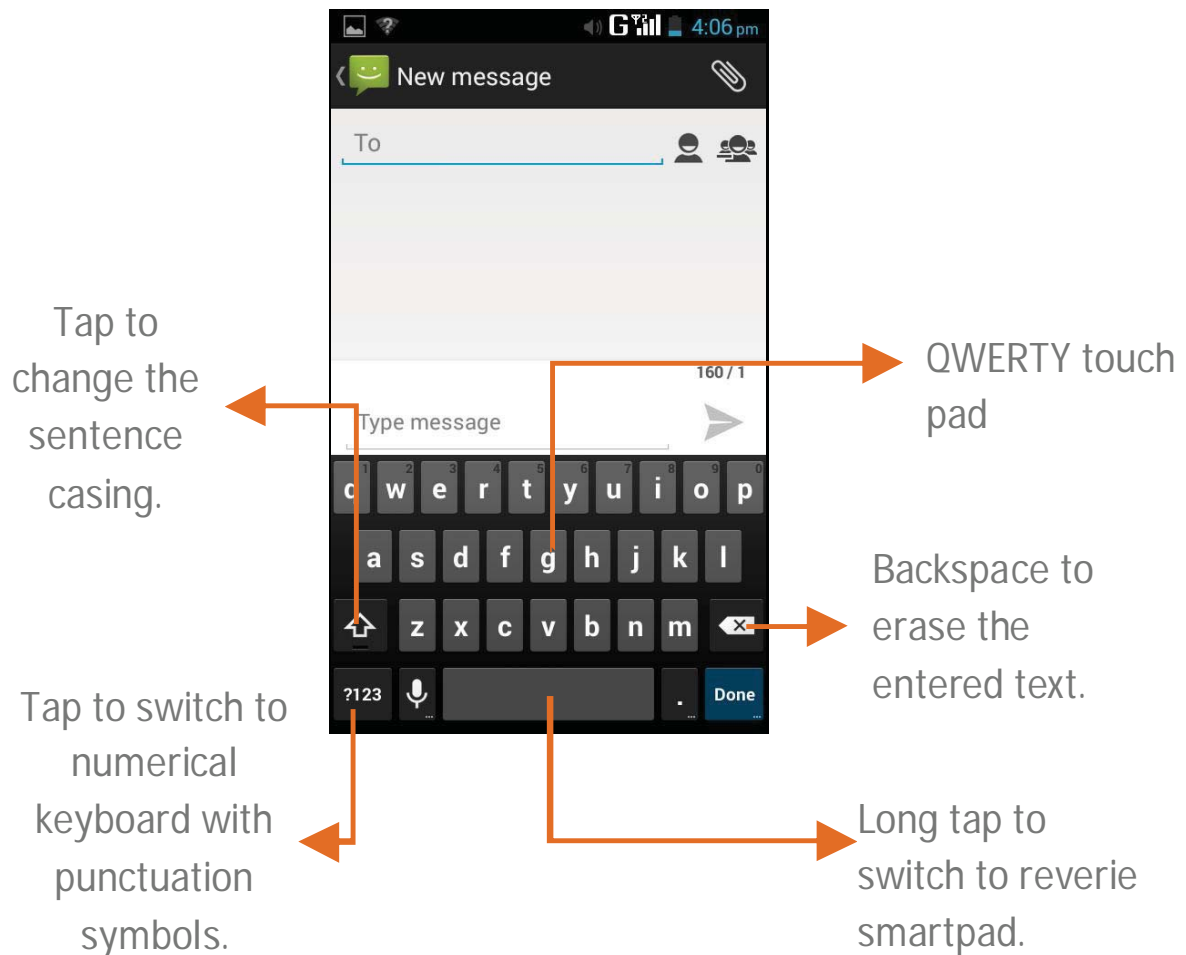 4:06 pm
New message
To
Tap to
change the
sentence
casing.
QWERTY touch
pad
160 / 1
Type message
1 2 3 4 5 6 7 8 9 0
q w e r t y u i o p
a s d f g h j k l
z x c v b n m
?123 . Done
Backspace to
erase the
entered text.
Tap to switch to
numerical
keyboard with
punctuation
symbols.
Long tap to
switch to reverie
smartpad.